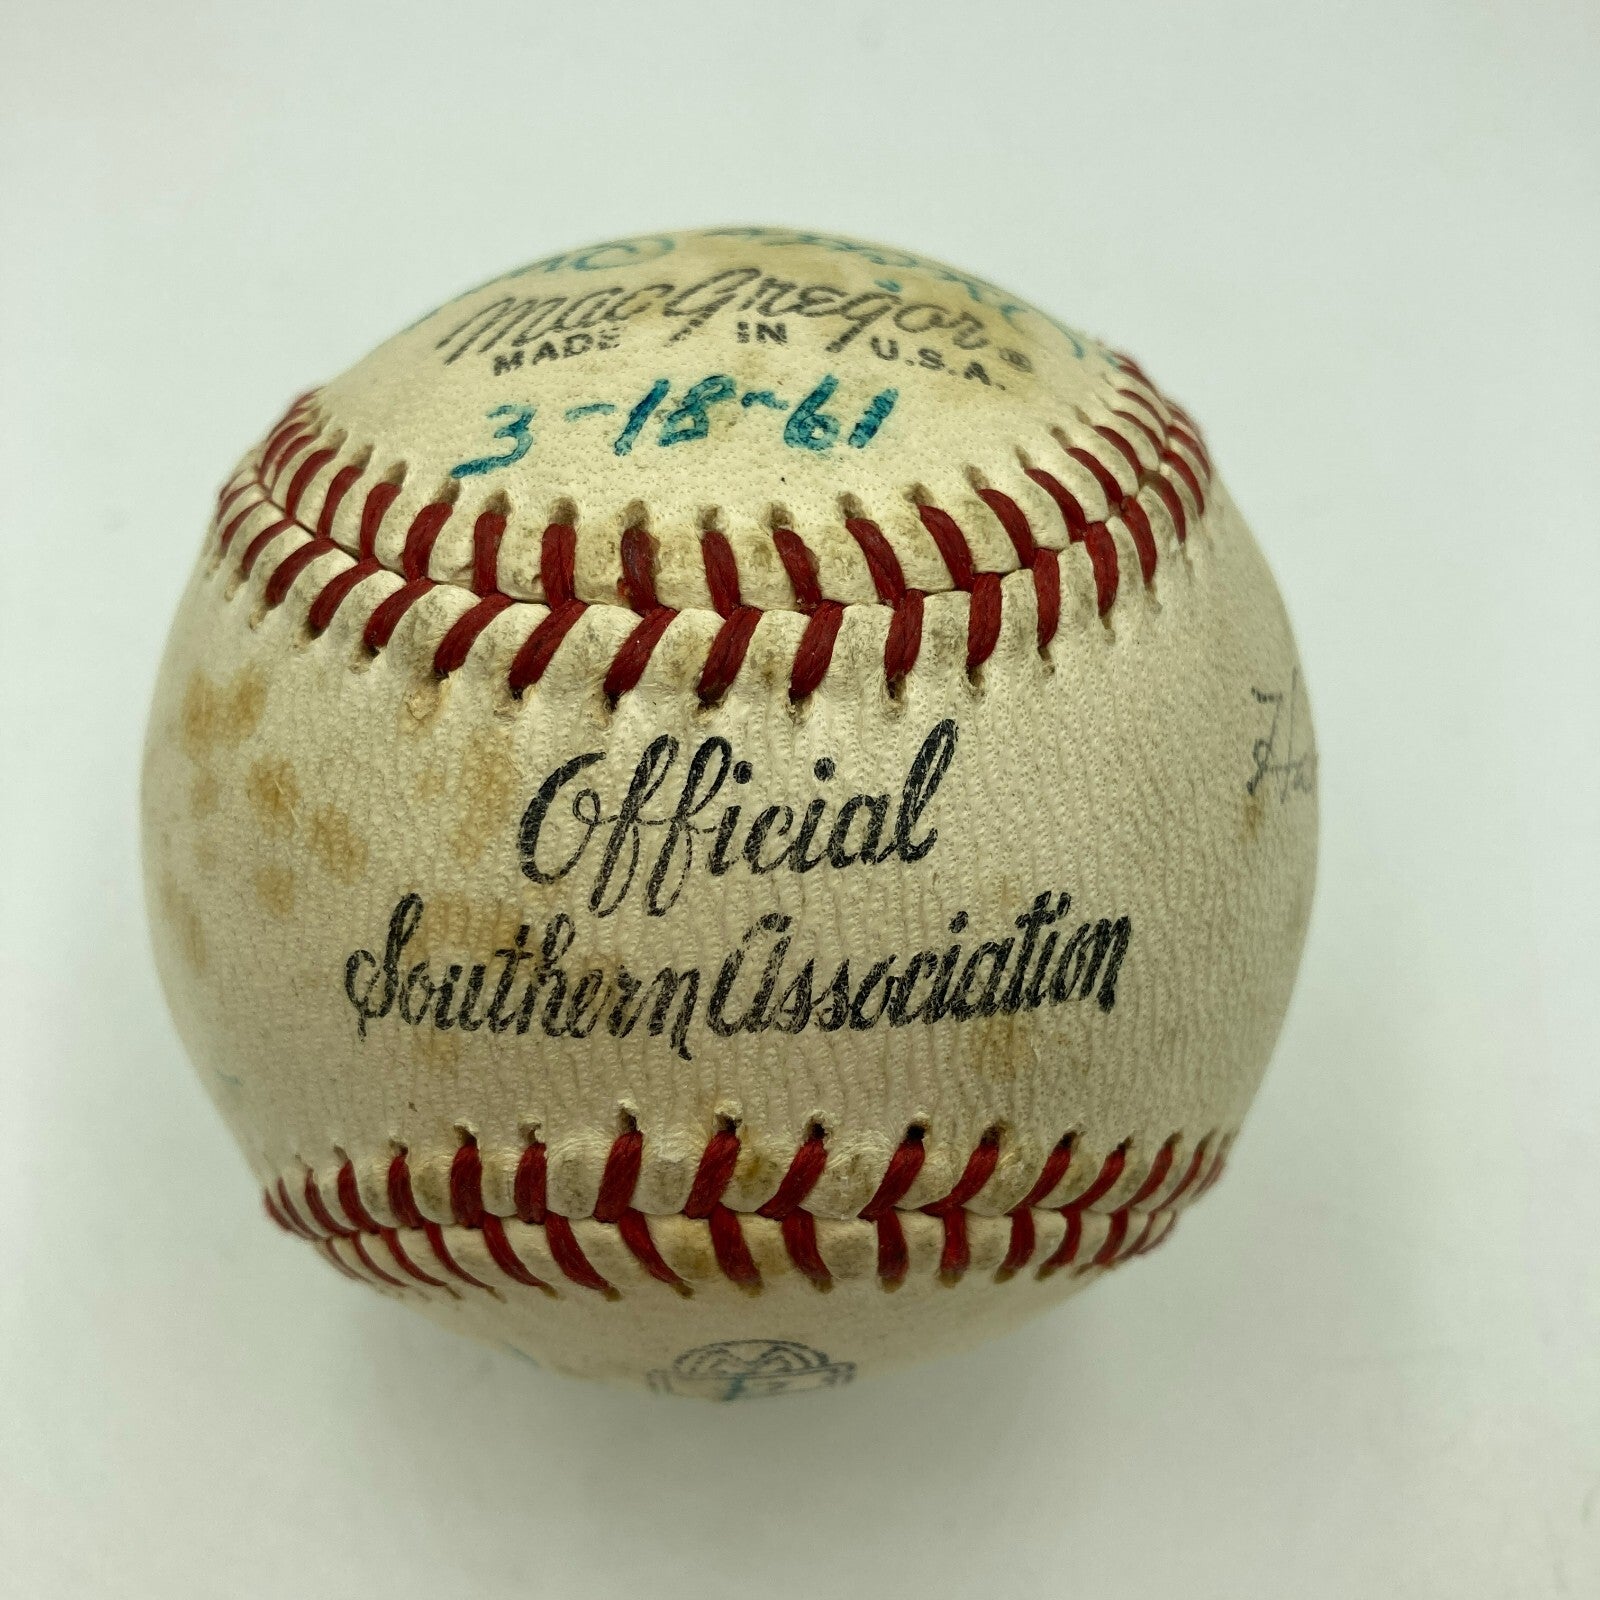 MacGregor®
MADE IN U.S.A.
3-18-61
Official
Southern Association